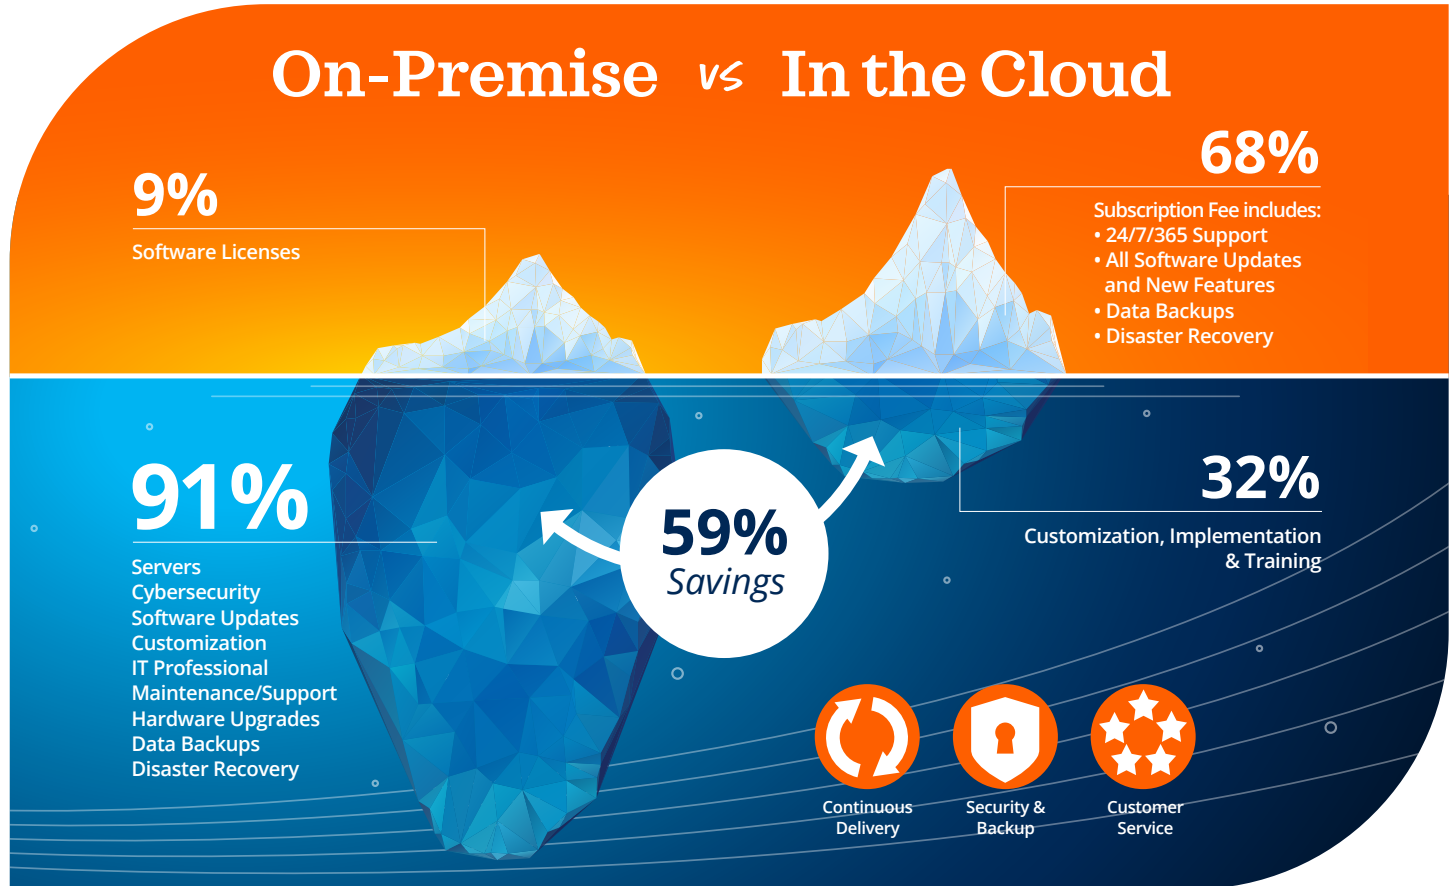 On-Premise vs In the Cloud
9%
Software Licenses
68%
Subscription Fee includes:
• 24/7/365 Support
• All Software Updates
and New Features
• Data Backups
• Disaster Recovery
91%
Servers
Cybersecurity
Software Updates
Customization
IT Professional
Maintenance/Support
Hardware Upgrades
Data Backups
Disaster Recovery
59%
Savings
32%
Customization, Implementation
& Training
Continuous
Delivery
Security &
Backup
Customer
Service